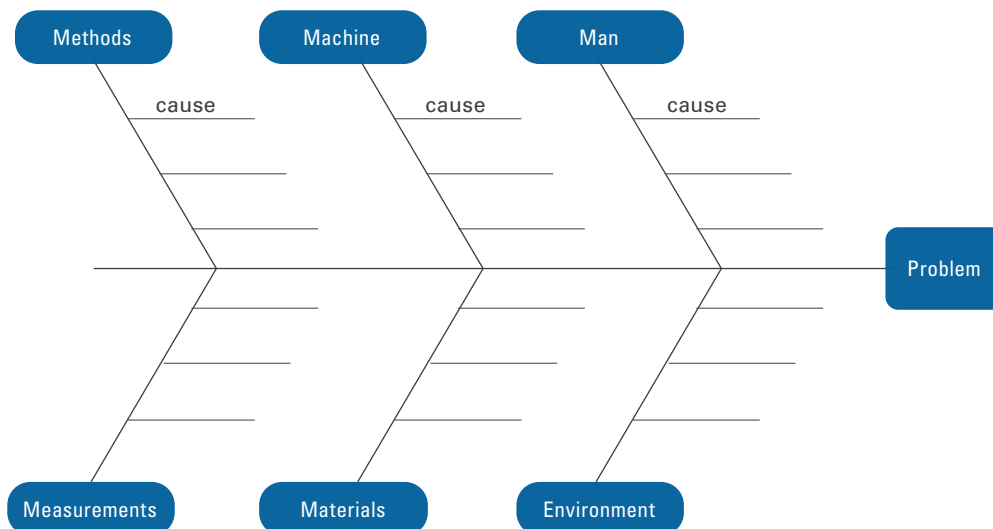 Methods
Machine
Man
cause
cause
cause
Problem
Measurements
Materials
Environment